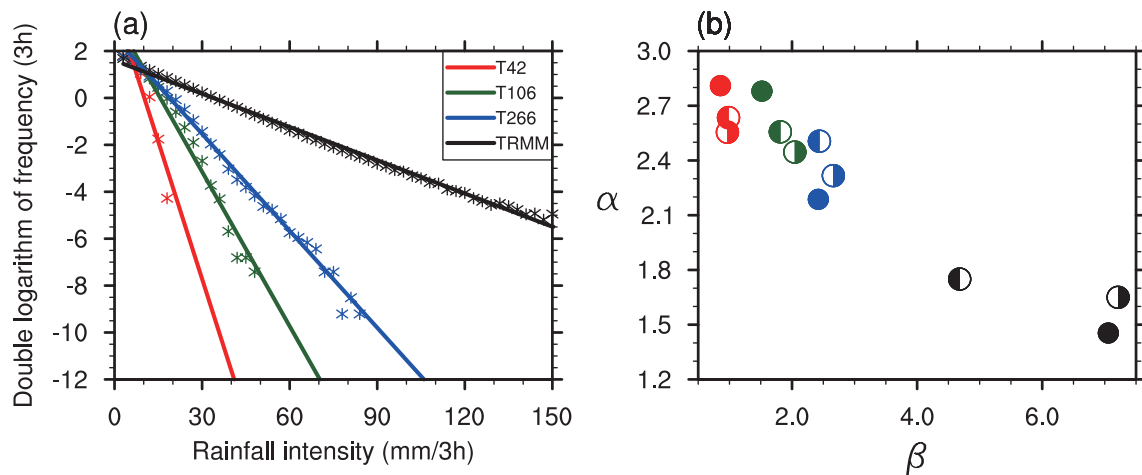 (a)
Double logarithm of frequency (3h)
2
0
-2
-4
-6
-8
-10
-12
T42
T106
T266
TRMM
0 30 60 90 120 150
Rainfall intensity (mm/3h)
(b)
α
3.0
2.7
2.4
2.1
1.8
1.5
1.2
2.0 4.0 6.0
β